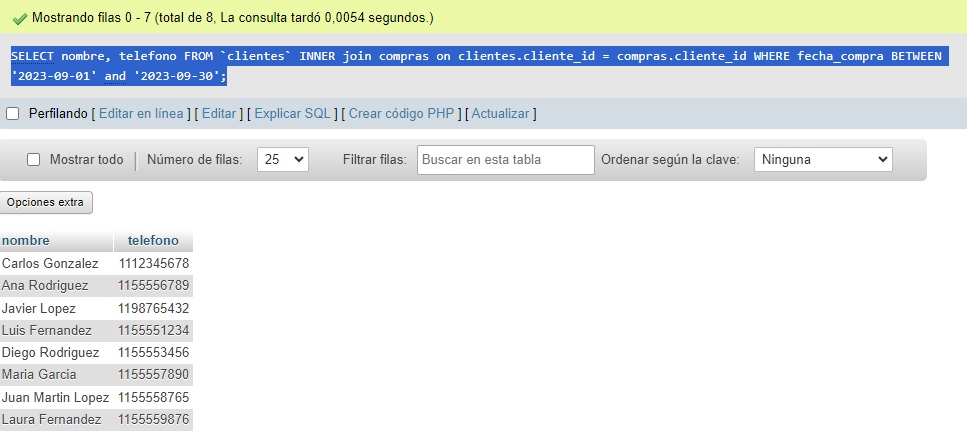 Mostrando filas 0 - 7 (total de 8, La consulta tardó 0,0054 segundos.)
SELECT nombre, telefono FROM `clientes` INNER join compras on clientes.cliente_id = compras.cliente_id WHERE fecha_compra BETWEEN
'2023-09-01' and '2023-09-30';
Perfilando [ Editar en línea ] [ Editar ] [ Explicar SQL ] [ Crear código PHP ] [ Actualizar ]
Mostrar todo | Número de filas: 25 Filtrar filas: Buscar en esta tabla Ordenar según la clave: Ninguna
Opciones extra
nombre telefono
Carlos Gonzalez 1112345678
Ana Rodriguez 1155556789
Javier Lopez 1198765432
Luis Fernandez 1155551234
Diego Rodriguez 1155553456
Maria Garcia 1155557890
Juan Martin Lopez 1155558765
Laura Fernandez 1155559876